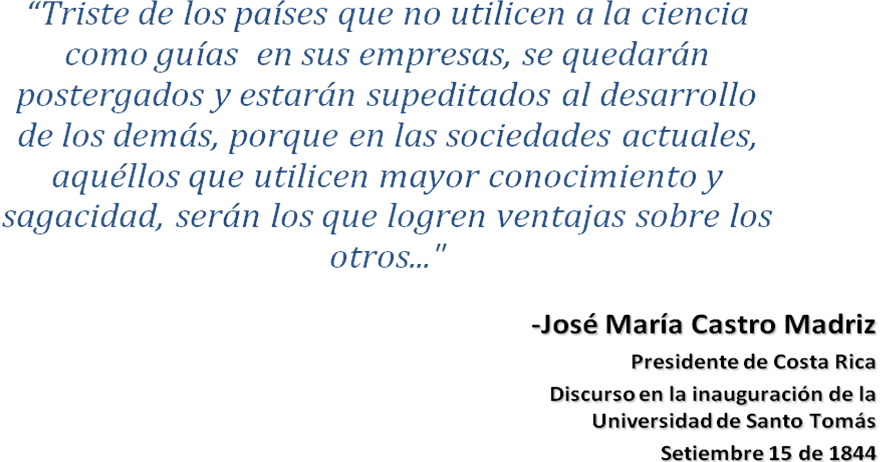 “Triste de los países que no utilicen a la ciencia
como guías  en sus empresas, se quedarán
postergados y estarán supeditados al desarrollo
de los demás, porque en las sociedades actuales,
aquéllos que utilicen mayor conocimiento y
sagacidad, serán los que logren ventajas sobre los
otros..."
-José María Castro Madriz
Presidente de Costa Rica
Discurso en la inauguración de la
Universidad de Santo Tomás
Setiembre 15 de 1844